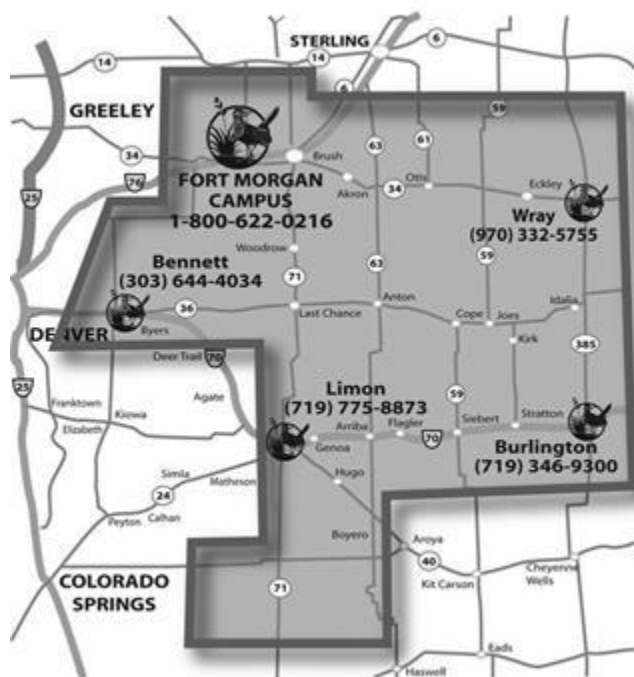 STERLING
6
14
14
6
59
GREELEY
63
61
34
Brush
FORT MORGAN
CAMPUS
1-800-622-0216
76
25
Akron
34
Otis
Eckley
Wray
(970) 332-5755
Bennett
(303) 644-4034
Woodrow
71
63
59
36
Last Chance
Anton
Cope
Joes
Idalia
DENVER
Byers
Kirk
385
Deer Trail
70
25
Agate
Limon
(719) 775-8873
59
Franktown
Kiowa
Elizabeth
Genoa
Arriba
Flagler
70
Siebert
Stratton
Burlington
(719) 346-9300
Simla
Matheson
Hugo
24
Peyton
Calhan
Boyero
Aroya
40
COLORADO
SPRINGS
71
Kit Carson
Cheyenne
Wells
Eads
Haswell